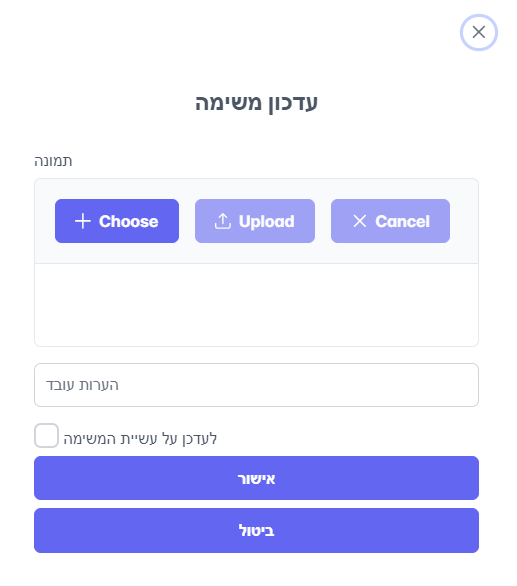 עדכון משימה
תמונה
Choose Upload Cancel
הערות עובד
לעדכן על עשיית המשימה
אישור
ביטול